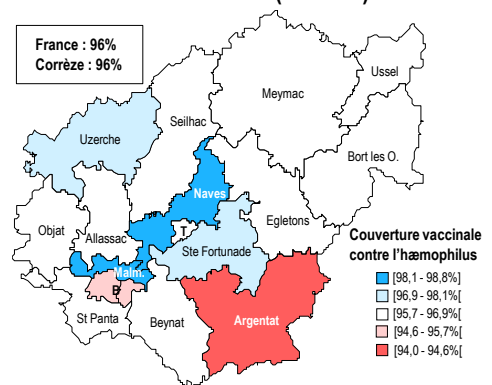 France : 96%
Corrèze : 96%
Ussel
Meymac
Seilhac
Uzerche
Bort les O.
Naves
Egletons
Objat
Allassac
T
Ste Fortunade
Malm.
B
St Panta
Beynat
Argentat
Couverture vaccinale
contre l'hæmophilus
[98,1 - 98,8%]
[96,9 - 98,1%[
[95,7 - 96,9%[
[94,6 - 95,7%[
[94,0 - 94,6%[